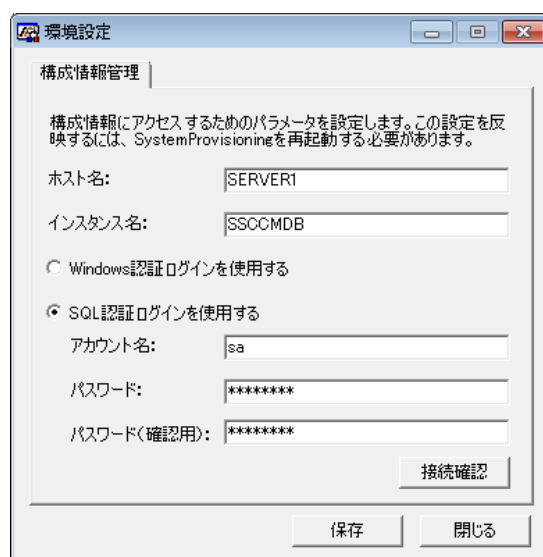 環境設定
構成情報管理
構成情報にアクセスするためのパラメータを設定します。この設定を反
映するには、SystemProvisioningを再起動する必要があります。
ホスト名: SERVER1
インスタンス名: SSCCMDB
Windows認証ログインを使用する
SQL認証ログインを使用する
アカウント名: sa
パスワード: ********
パスワード(確認用): ********
接続確認
保存 閉じる